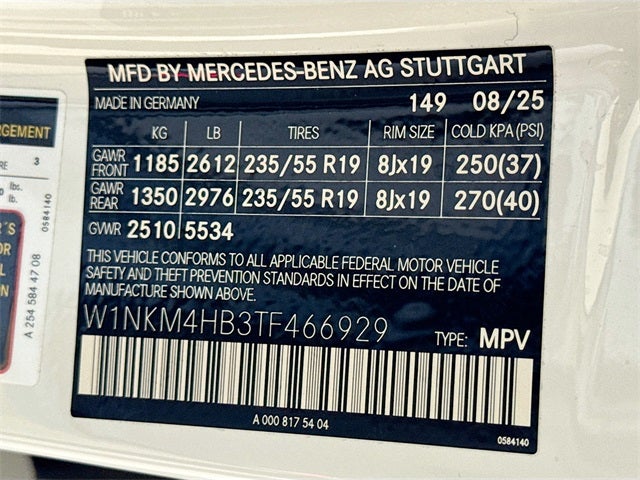 MFD BY MERCEDES-BENZ AG STUTTGART
MADE IN GERMANY 149 08/25
KG LB TIRES RIM SIZE COLD KPA (PSI)
GAWR FRONT 1185 2612 235/55 R19 8Jx19 250(37)
GAWR REAR 1350 2976 235/55 R19 8Jx19 270(40)
GVWR 2510 5534
THIS VEHICLE CONFORMS TO ALL APPLICABLE FEDERAL MOTOR VEHICLE
SAFETY AND THEFT PREVENTION STANDARDS IN EFFECT ON THE DATE OF
MANUFACTURE SHOWN ABOVE.
W1NKM4HB3TF466929 TYPE: MPV
A 000 817 54 04
0584140
3
lbs.
lb.
0584140
A 254 584 47 08